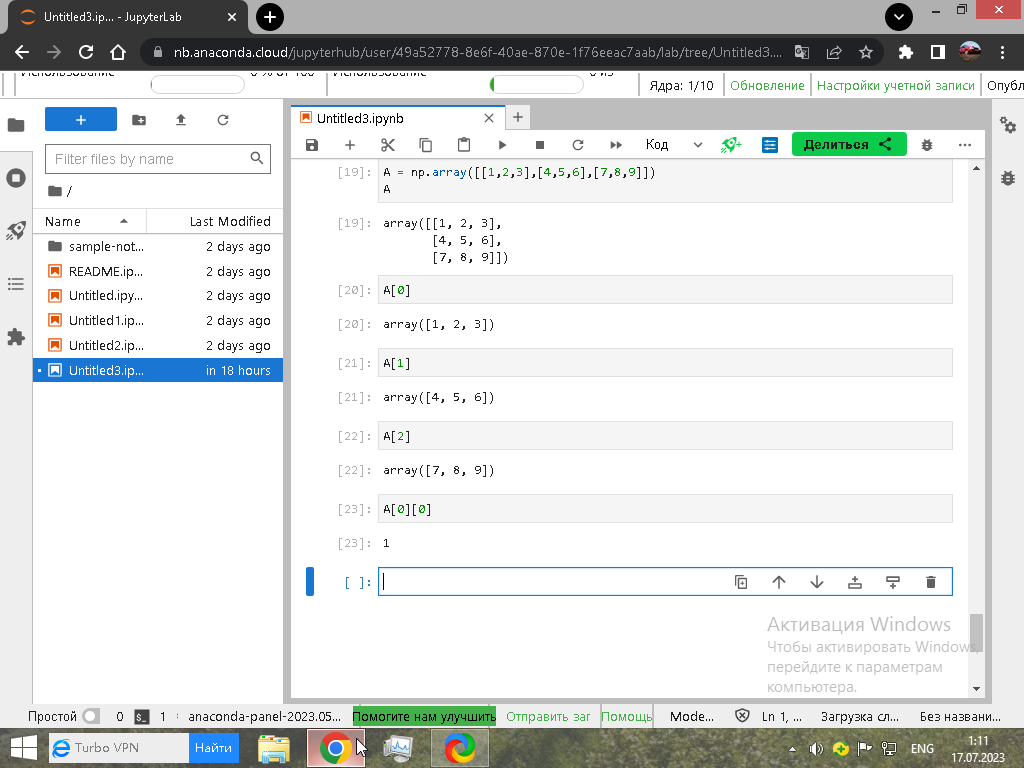 Untitled3.ip... - JupyterLab
nb.anaconda.cloud/jupyterhub/user/49a52778-8e6f-40ae-870e-1f76eeac7aab/lab/tree/Untitled3....
Использование 0 % от 100 Использование 0 из
Ядра: 1/10 Обновление Настройки учетной записи Опубл
Filter files by name
/
Name Last Modified
sample-not... 2 days ago
README.ip... 2 days ago
Untitled.ipy... 2 days ago
Untitled1.ip... 2 days ago
Untitled2.ip... 2 days ago
Untitled3.ip... in 18 hours
Untitled3.ipynb
Код Делиться
[19]: A = np.array([[1,2,3],[4,5,6],[7,8,9]])
A
[19]: array([[1, 2, 3],
[4, 5, 6],
[7, 8, 9]])
[20]: A[0]
[20]: array([1, 2, 3])
[21]: A[1]
[21]: array([4, 5, 6])
[22]: A[2]
[22]: array([7, 8, 9])
[23]: A[0][0]
[23]: 1
[ ]:
Активация Windows
Чтобы активировать Windows,
перейдите к параметрам
компьютера.
Простой 0 $_ 1 anaconda-panel-2023.05... Помогите нам улучшить Отправить заг Помощь Mode... Ln 1, ... Загрузка сл... Без названи...
Turbo VPN Найти
ENG 1:11
17.07.2023